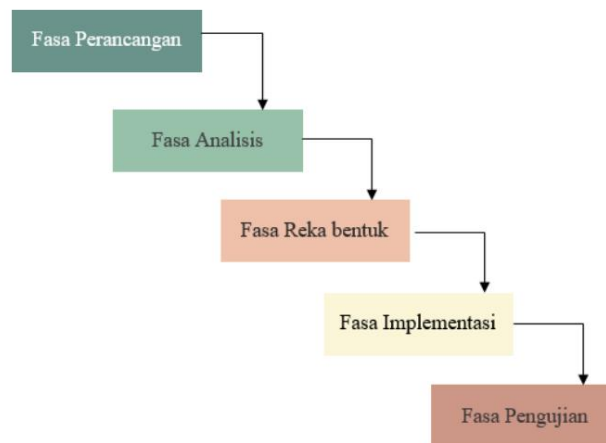 Fasa Perancangan
Fasa Analisis
Fasa Reka bentuk
Fasa Implementasi
Fasa Pengujian